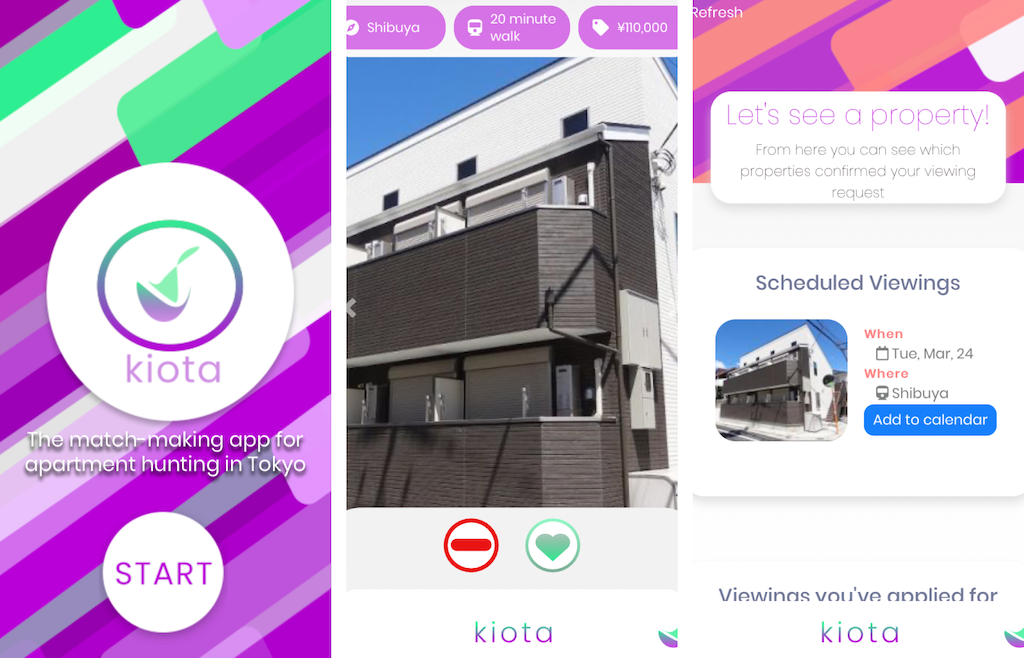 kiota
The match-making app for
apartment hunting in Tokyo
START
Shibuya
20 minute
walk
¥110,000
kiota
Refresh
Let's see a property!
From here you can see which
properties confirmed your viewing
request
Scheduled Viewings
When
Tue, Mar, 24
Where
Shibuya
Add to calendar
Viewings you've applied for
kiota